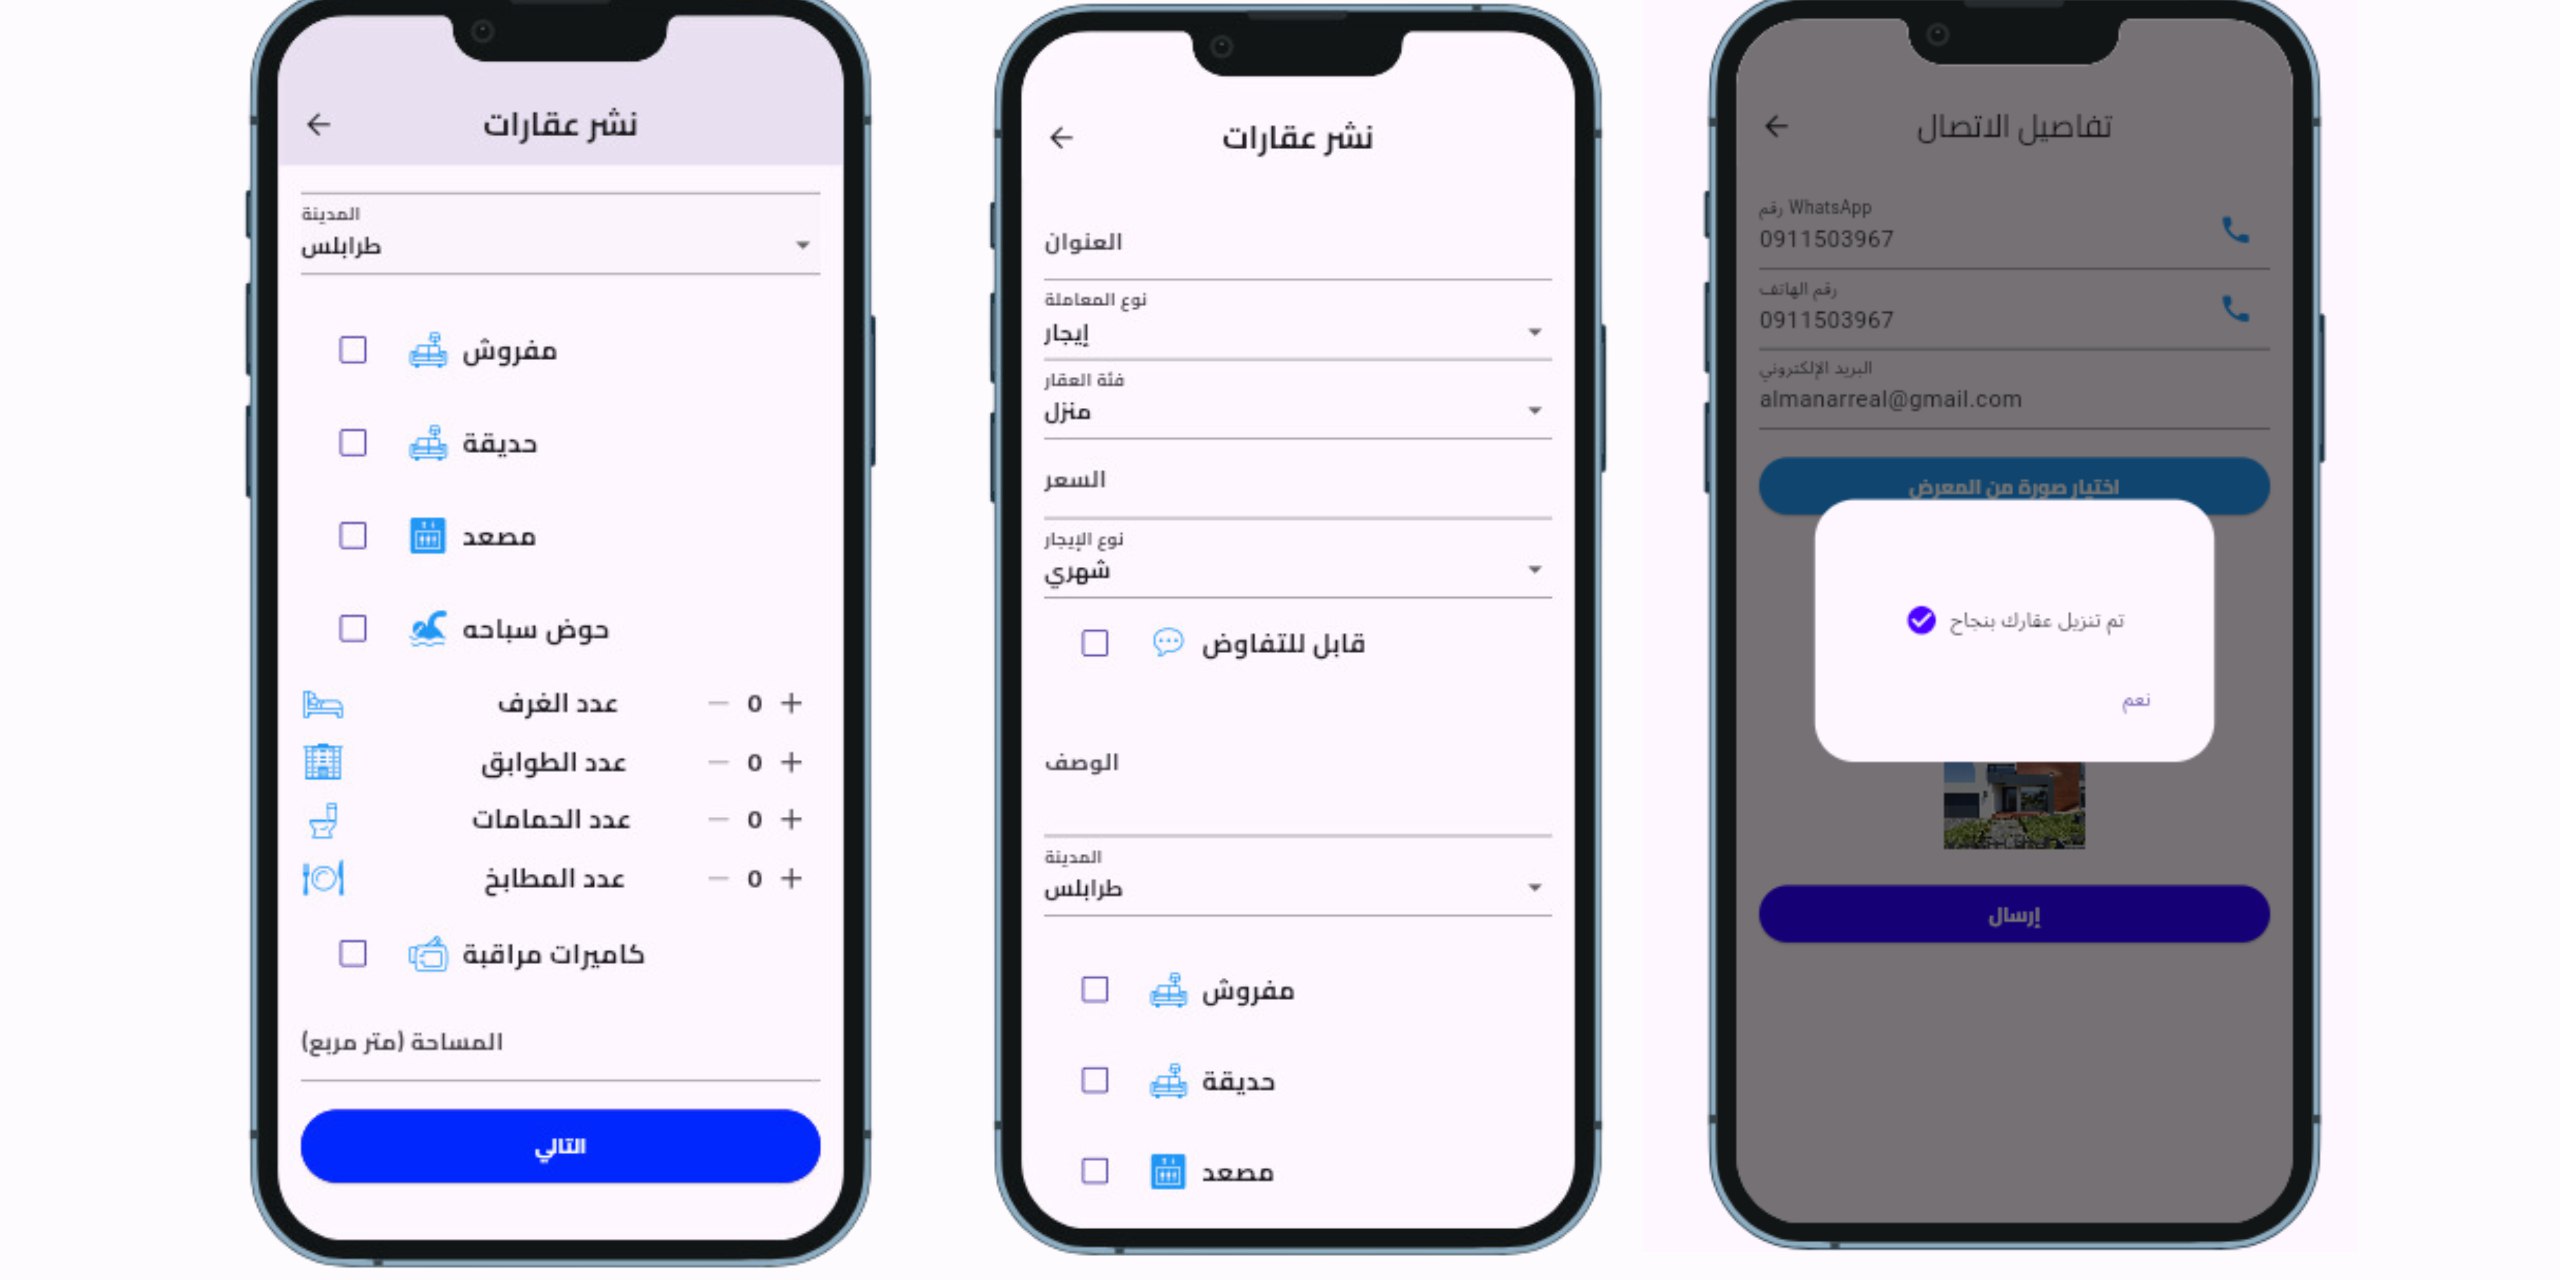 نشر عقارات
المدينة
طرابلس
مفروش
حديقة
مصعد
حوض سباحه
عدد الغرف 0
عدد الطوابق 0
عدد الحمامات 0
عدد المطابخ 0
كاميرات مراقبة
المساحة (متر مربع)
التالي
نشر عقارات
العنوان
نوع المعاملة
إيجار
فئة العقار
منزل
السعر
نوع الإيجار
شهري
قابل للتفاوض
الوصف
المدينة
طرابلس
مفروش
حديقة
مصعد
تفاصيل الاتصال
رقم WhatsApp
0911503967
رقم الهاتف
0911503967
البريد الإلكتروني
almanarreal@gmail.com
اختيار صورة من المعرض
تم تنزيل عقارك بنجاح
نعم
إرسال